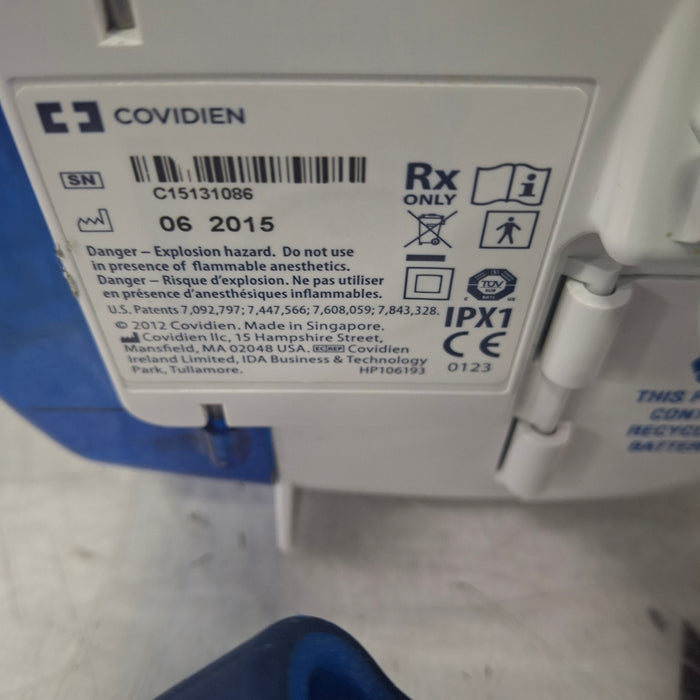 COVIDIEN
SN
C15131086
06 2015
Rx
ONLY
Danger – Explosion hazard. Do not use
in presence of flammable anesthetics.
Danger – Risque d'explosion. Ne pas utiliser
en présence d'anesthésiques inflammables.
U.S. Patents 7,092,797; 7,447,566; 7,608,059; 7,843,328.
© 2012 Covidien. Made in Singapore.
Covidien llc, 15 Hampshire Street,
Mansfield, MA 02048 USA. EC REP Covidien
Ireland Limited, IDA Business & Technology
Park, Tullamore.
HP106193
TÜV
IPX1
CE
0123
THIS
CONT
RECYC
BATTER